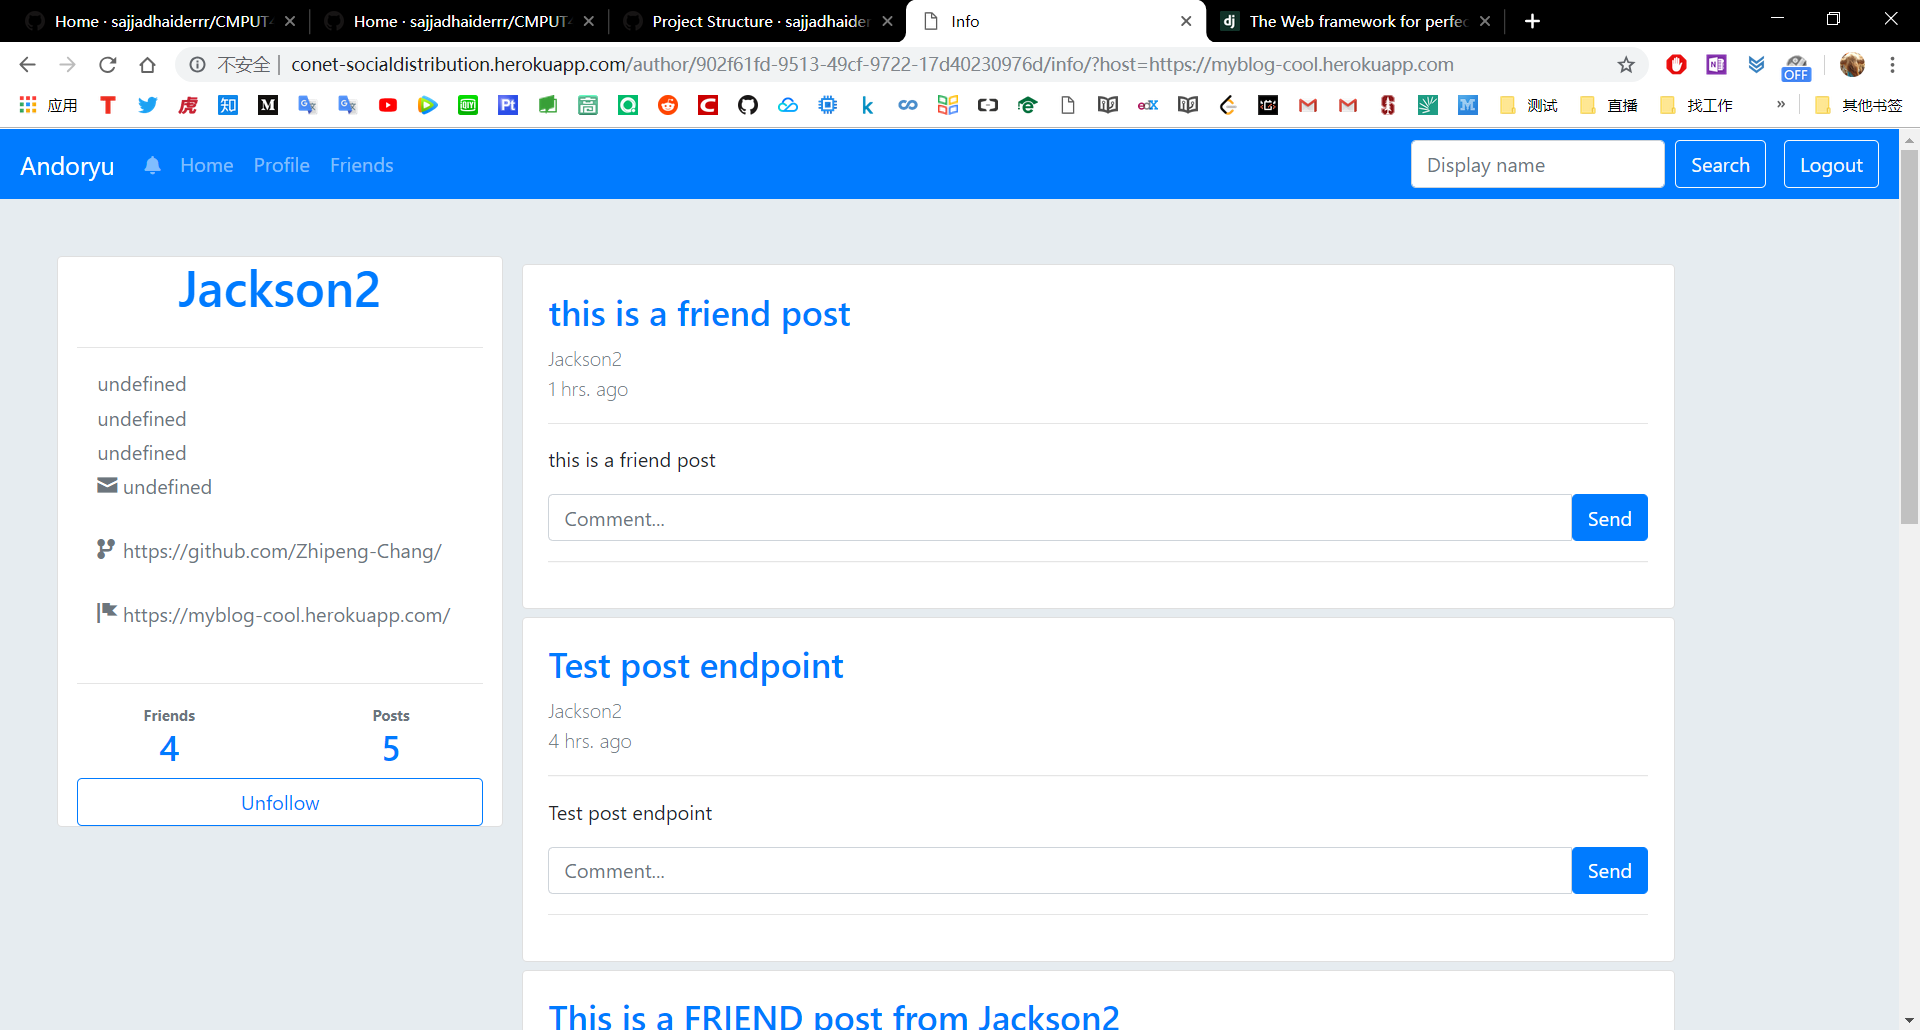 Home · sajjadhaiderrr/CMPUT4
Home · sajjadhaiderrr/CMPUT4
Project Structure · sajjadhaider
Info
dj The Web framework for perfec
不安全 | conet-socialdistribution.herokuapp.com/author/902f61fd-9513-49cf-9722-17d40230976d/info/?host=https://myblog-cool.herokuapp.com
OFF
应用
知
测试
直播
找工作
»
其他书签
Andoryu
Home
Profile
Friends
Display name
Search
Logout
Jackson2
undefined
undefined
undefined
undefined
https://github.com/Zhipeng-Chang/
https://myblog-cool.herokuapp.com/
Friends
Posts
4
5
Unfollow
this is a friend post
Jackson2
1 hrs. ago
this is a friend post
Comment...
Send
Test post endpoint
Jackson2
4 hrs. ago
Test post endpoint
Comment...
Send
This is a FRIEND post from Jackson2